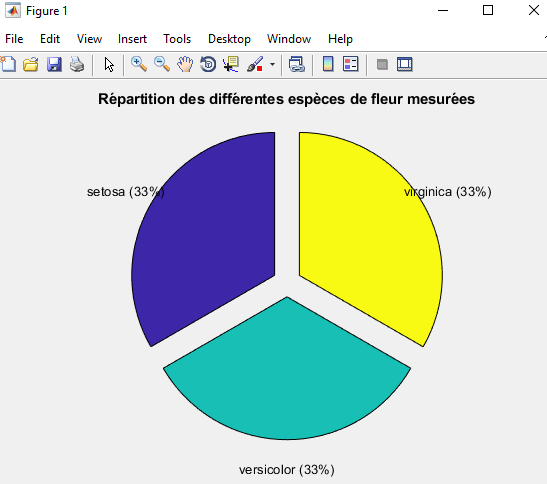 Figure 1
File Edit View Insert Tools Desktop Window Help
Répartition des différentes espèces de fleur mesurées
setosa (33%)
virginica (33%)
versicolor (33%)